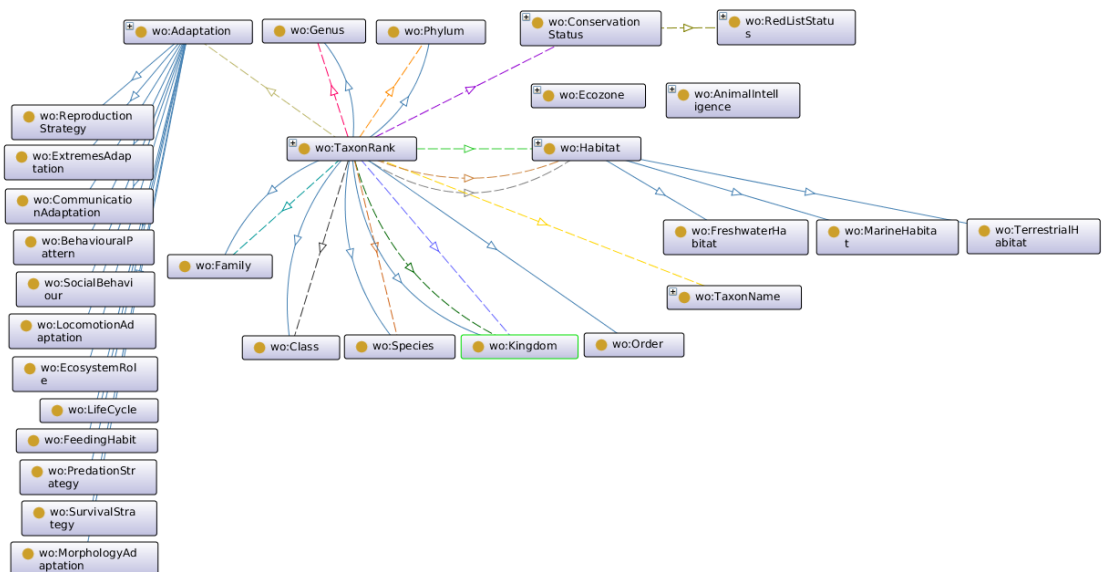 wo:Adaptation
wo:Genus
wo:Phylum
wo:Conservation
Status
wo:RedListStatu
s
wo:Ecozone
wo:AnimalIntell
igence
wo:Reproduction
Strategy
wo:TaxonRank
wo:Habitat
wo:ExtremesAdap
tation
wo:Communicatio
nAdaptation
wo:BehaviouralP
attern
wo:FreshwaterHa
bitat
wo:MarineHabita
t
wo:TerrestrialH
abitat
wo:Family
wo:SocialBehavi
our
wo:TaxonName
wo:LocomotionAd
aptation
wo:Class
wo:Species
wo:Kingdom
wo:Order
wo:EcosystemRol
e
wo:LifeCycle
wo:FeedingHabit
wo:PredationStr
ategy
wo:SurvivalStra
tegy
wo:MorphologyAd
aptation